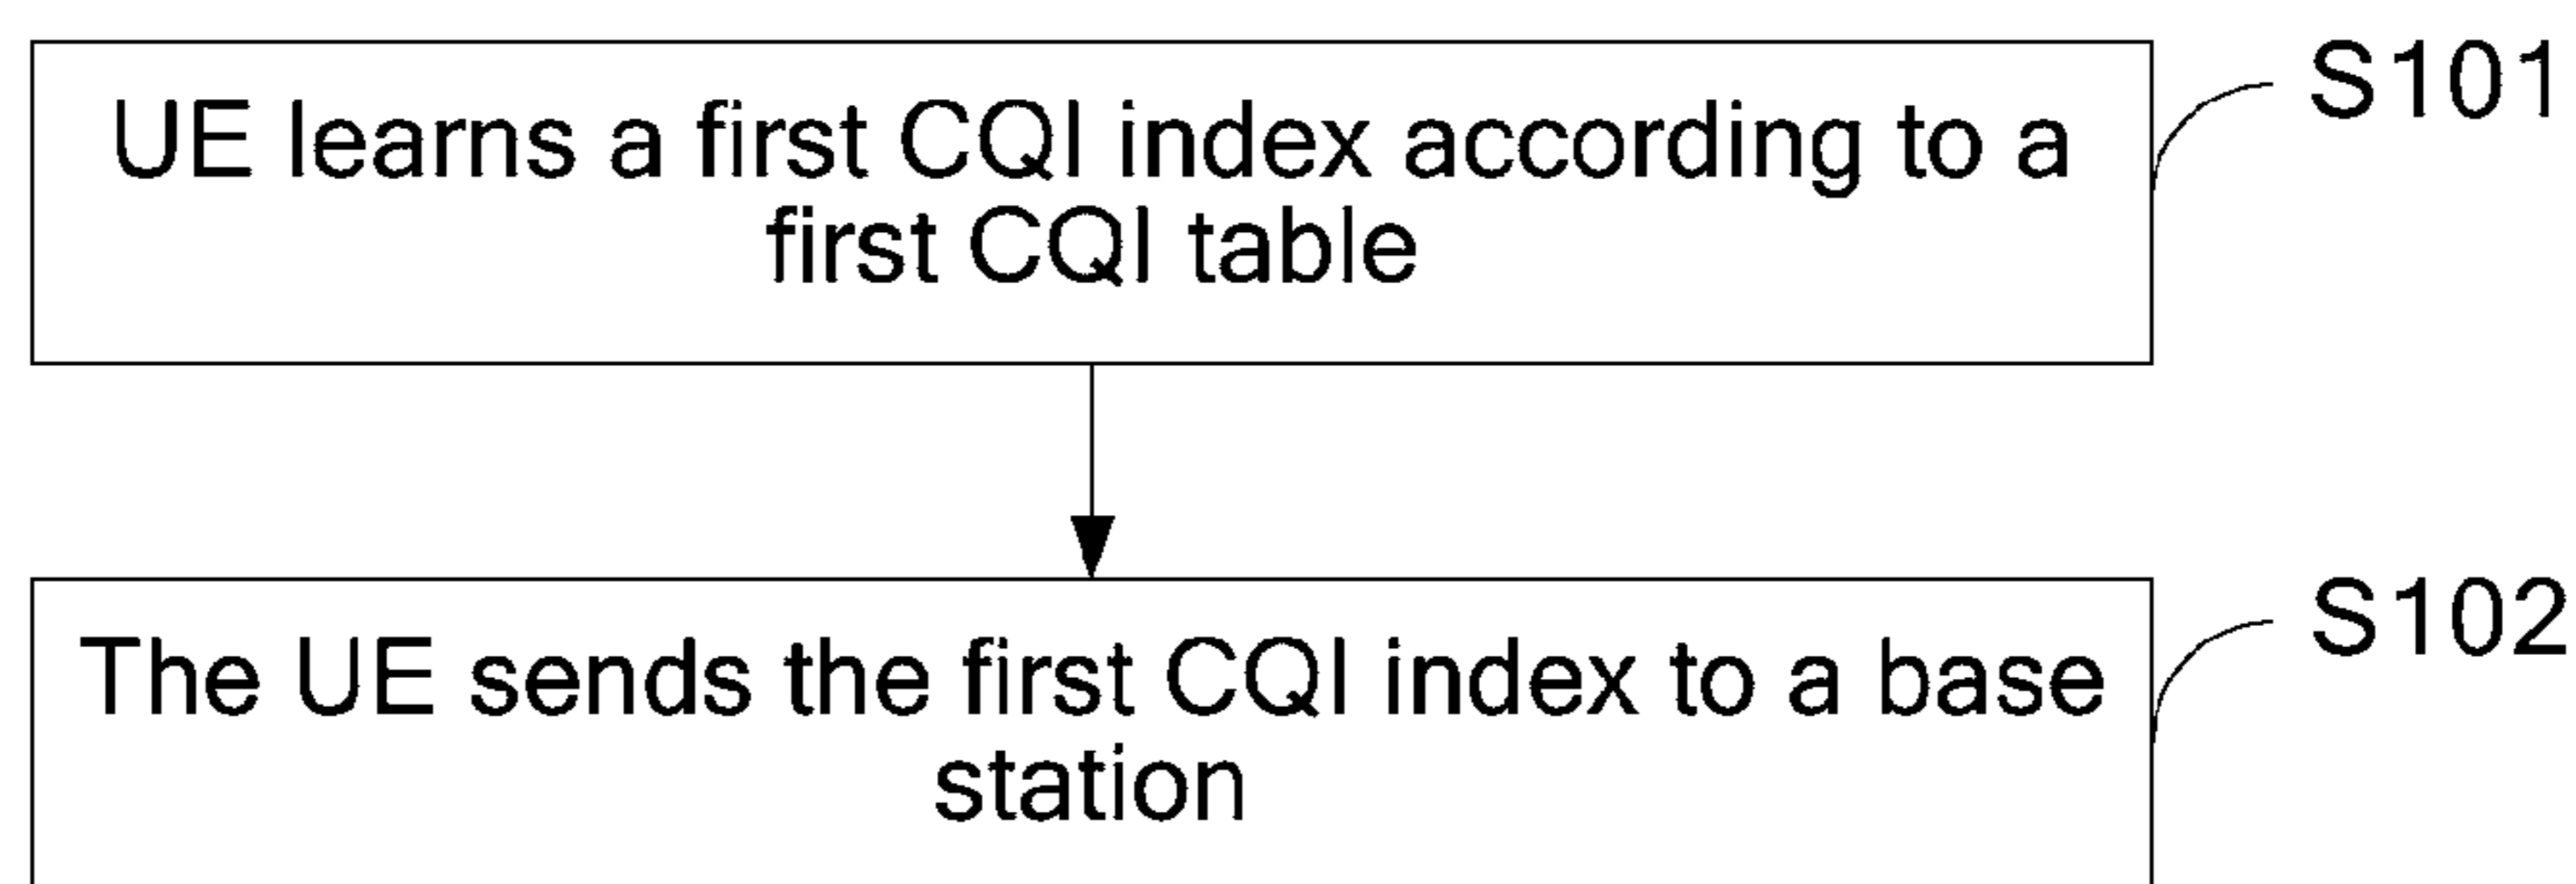 UE learns a first CQI index according to a
first CQI table
S101
The UE sends the first CQI index to a base
station
S102